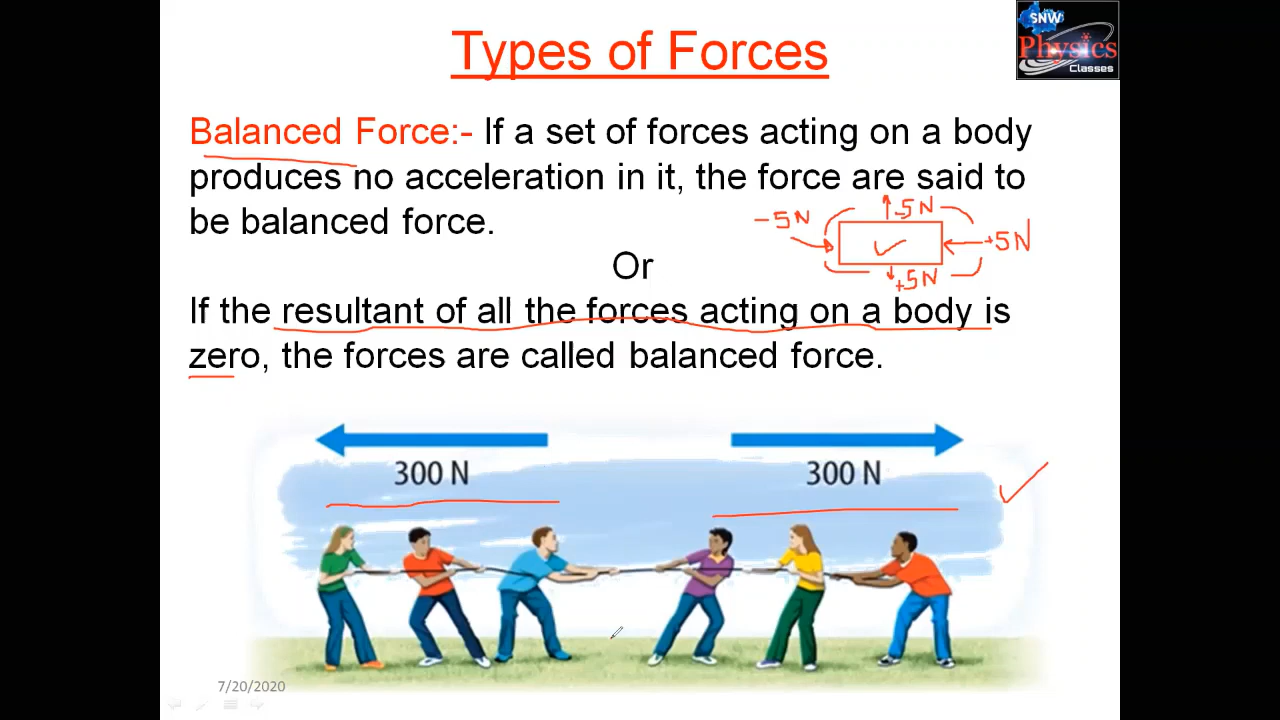 Types of Forces
SNW
Physics
Classes
Balanced Force:- If a set of forces acting on a body
produces no acceleration in it, the force are said to
be balanced force.
-5N
-5N
+5N
+5N
Or
If the resultant of all the forces acting on a body is
zero, the forces are called balanced force.
300 N
300 N
7/20/2020